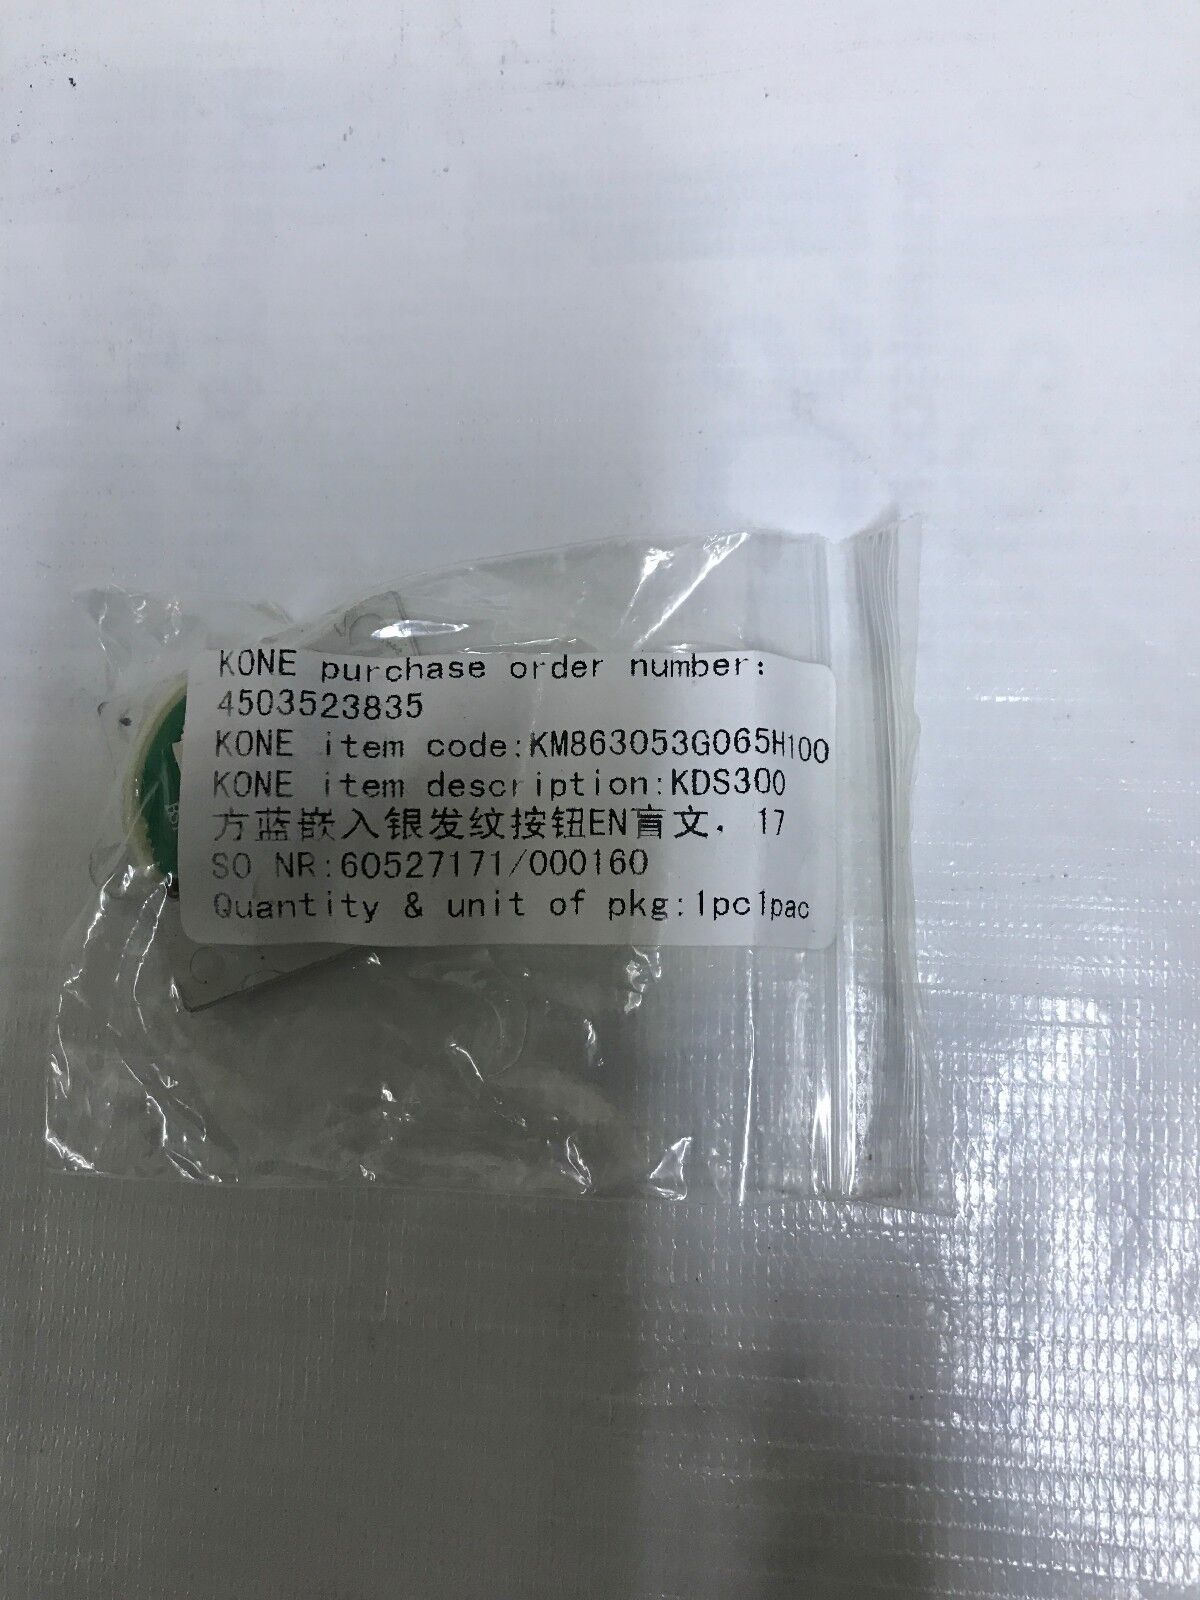 KONE purchase order number:
4503523835
KONE item code:KM863053G065H100
KONE item description:KDS300
方蓝嵌入银发纹按钮EN盲文. 17
SO NR:60527171/000160
Quantity & unit of pkg:1pc1pac